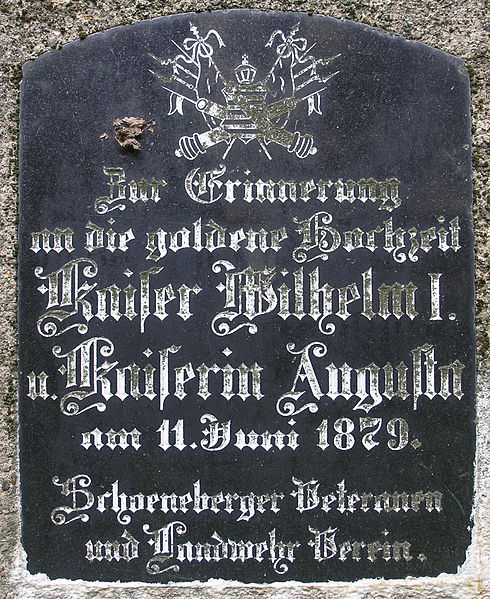 Zur Erinnerung
an die goldene Hochzeit
Kaiser Wilhelm I.
u. Kaiserin Augusta
am 11. Juni 1879.
Schoeneberger Veteranen
und Landwehr Verein.